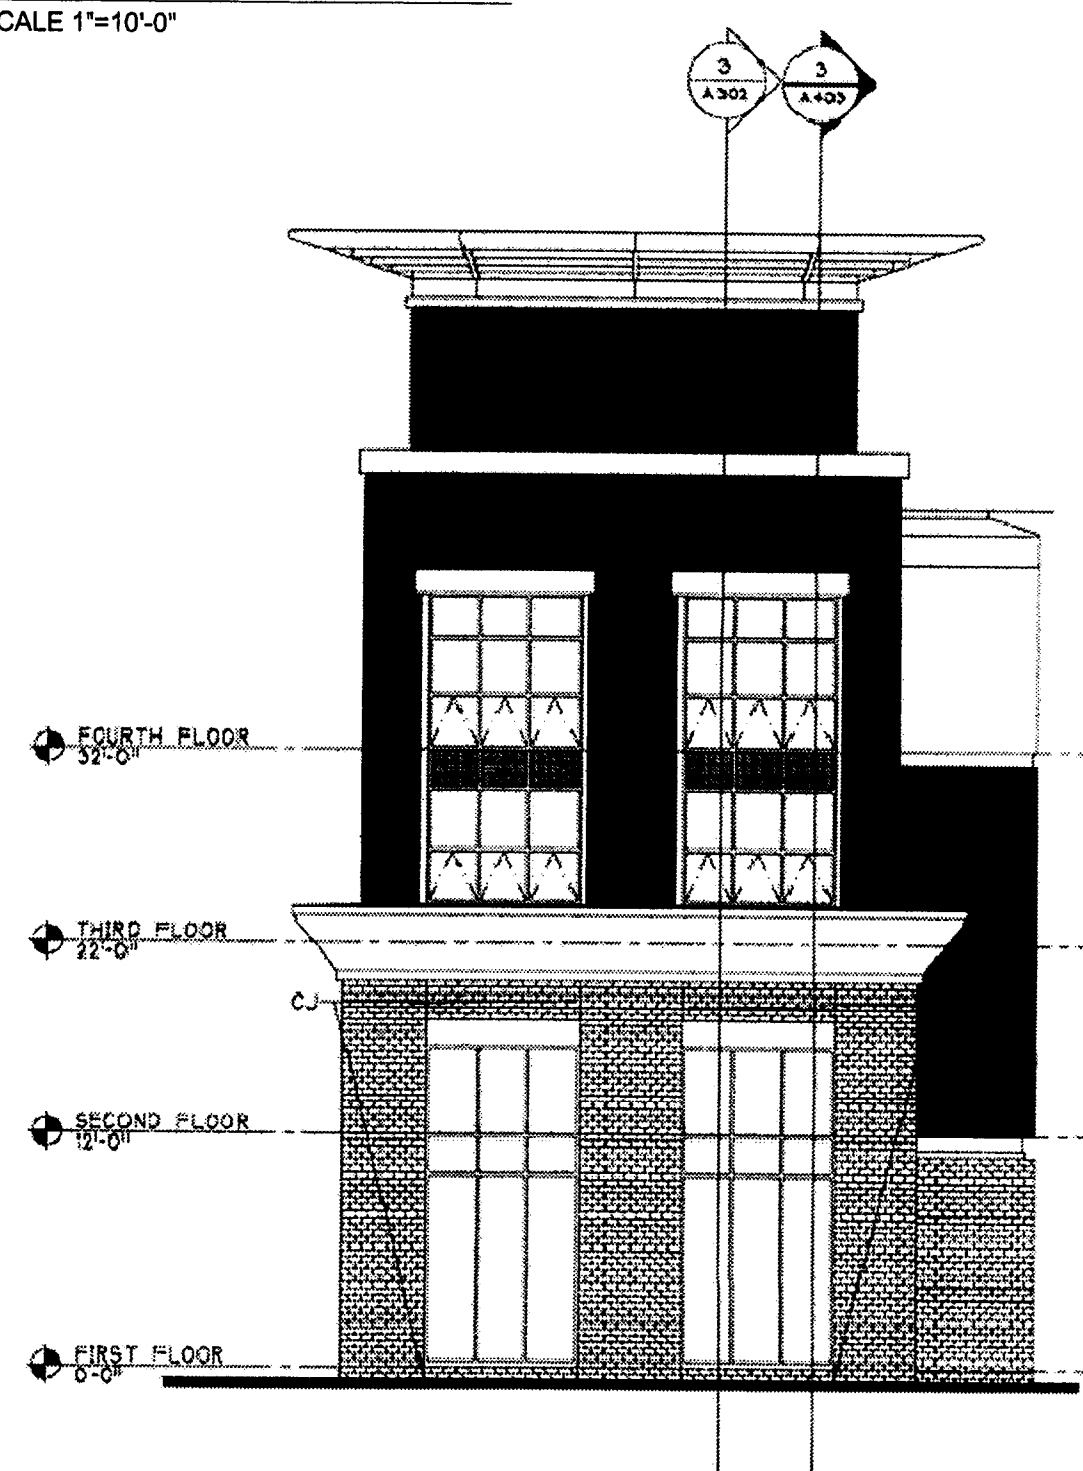 CALE 1"=10'-0"
3
A302
3
A403
FOURTH FLOOR
32'-0"
THIRD FLOOR
22'-0"
CJ
SECOND FLOOR
12'-0"
FIRST FLOOR
0'-0"